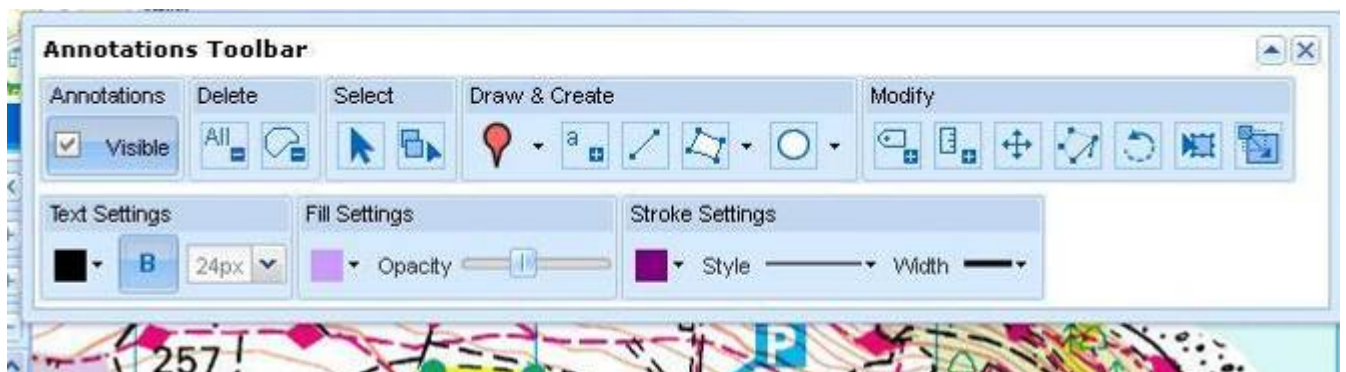 Annotations Toolbar
Annotations Delete Select Draw & Create Modify
Visible All a
Text Settings Fill Settings Stroke Settings
B 24px Opacity Style Width
257 P